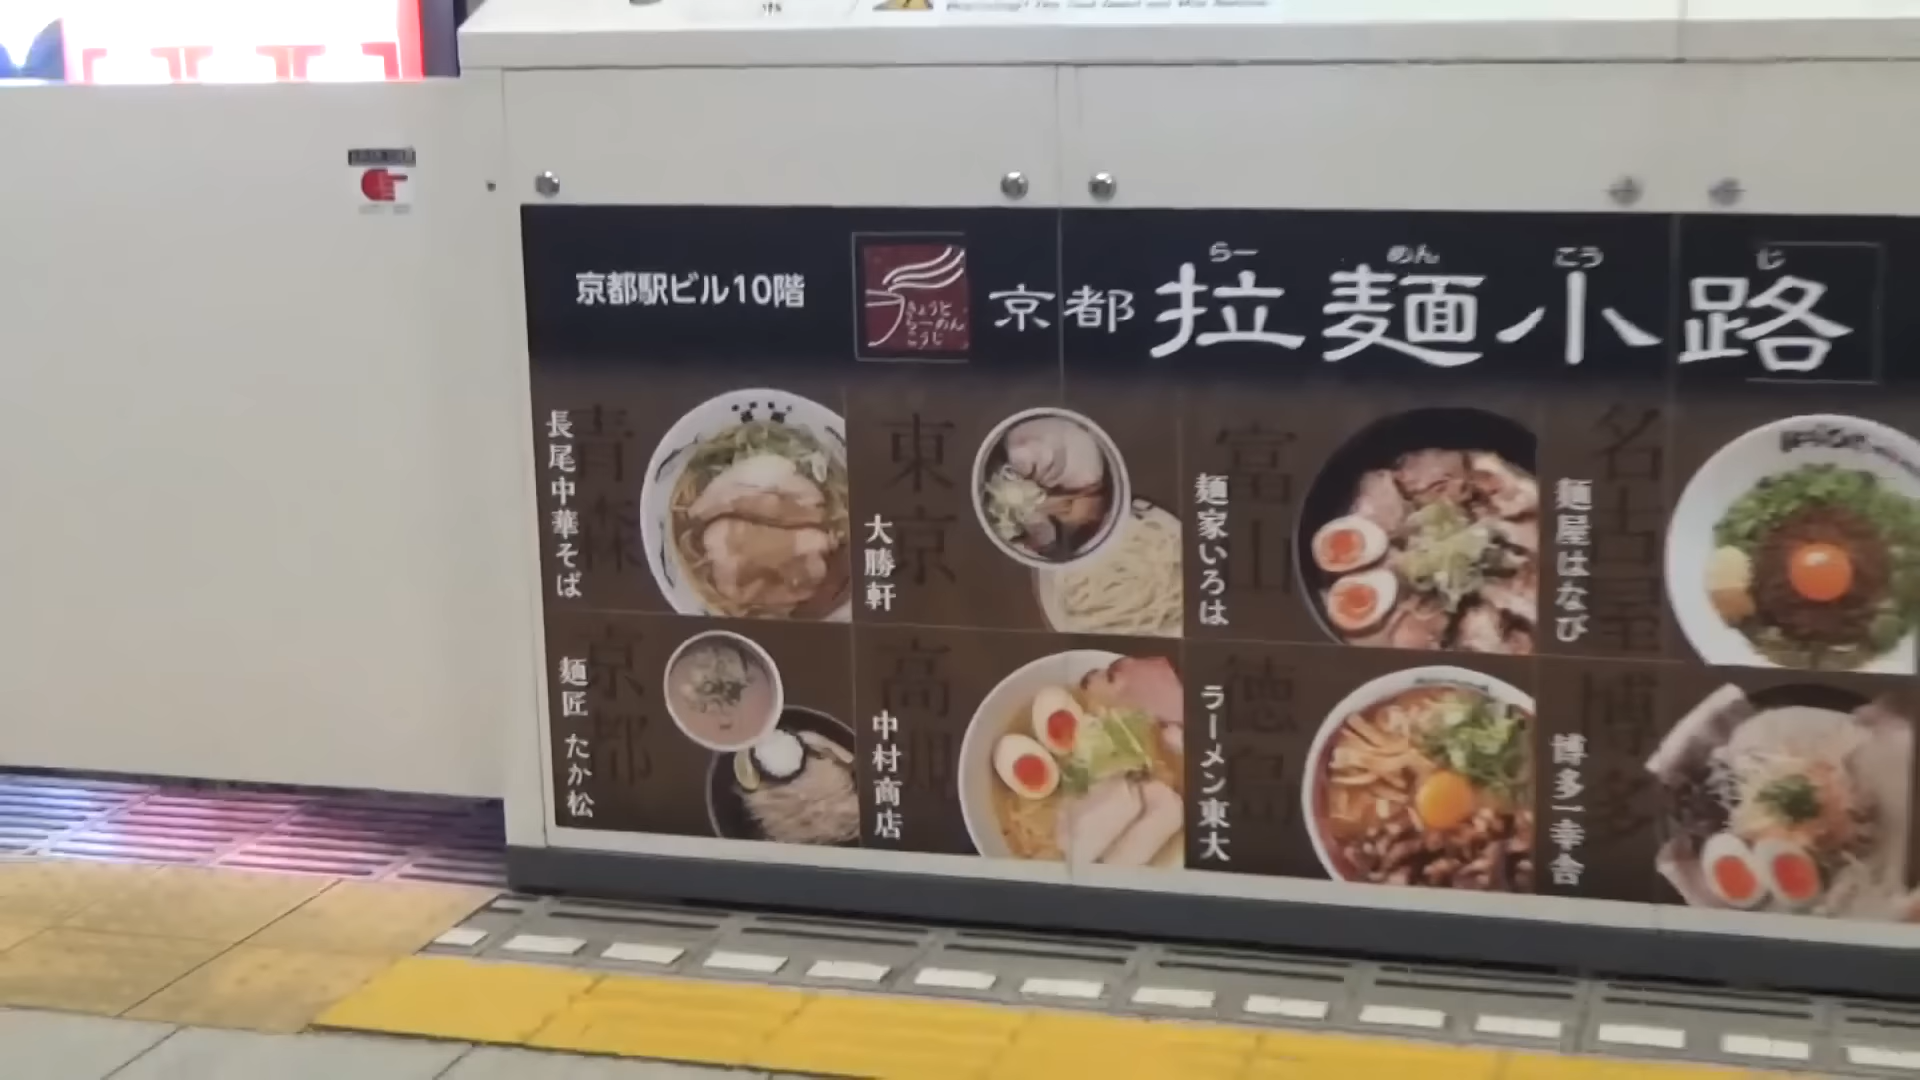 京都駅ビル10階
きょうと
らーめん
こうじ
らー めん こう じ
京都 拉麺小路
青森
長尾中華そば
東京
大勝軒
富山
麺家いろは
名古屋
麺屋はなび
京都
麺匠 たか松
高畑
中村商店
徳島
ラーメン東大
博多
博多一幸舎